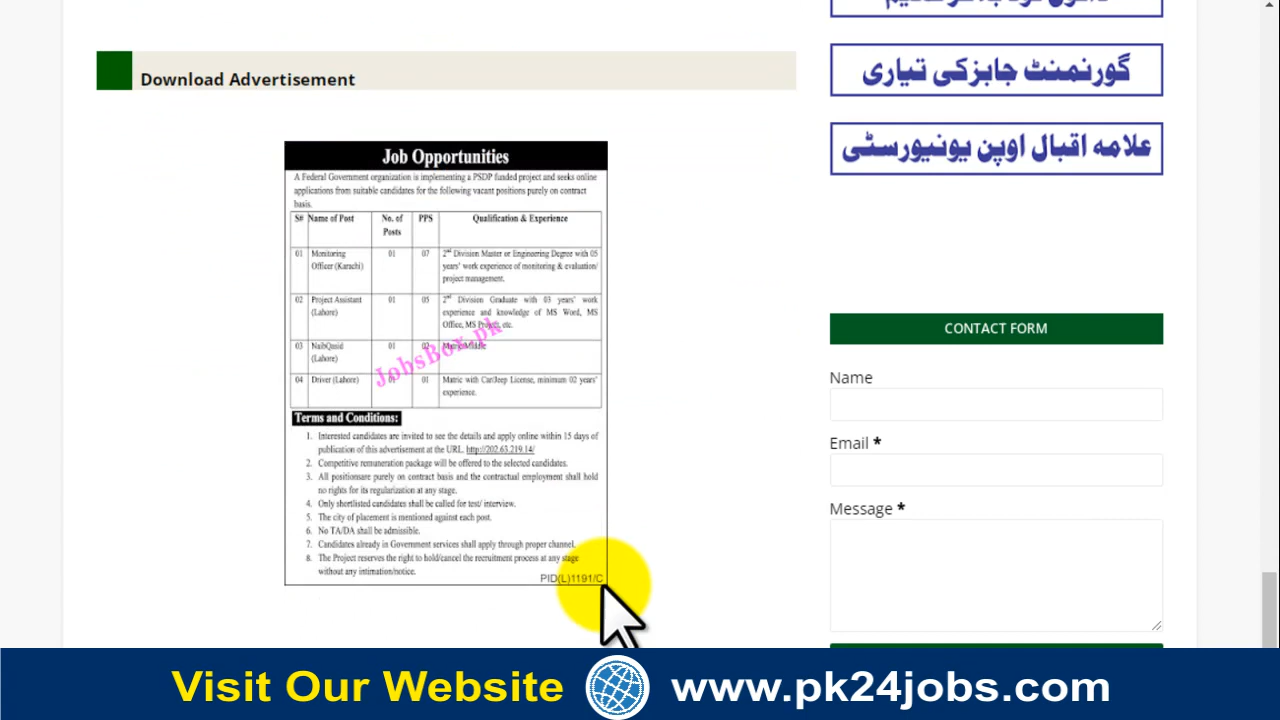 Download Advertisement
Job Opportunities
A Federal Government organization is implementing a PSDP funded project and seeks online
applications from suitable candidates for the following vacant positions purely on contract
basis.
S# Name of Post No. of Posts PPS Qualification & Experience
01 Monitoring Officer (Karachi) 01 07 2nd Division Master or Engineering Degree with 05
years' work experience of monitoring & evaluation/
project management.
02 Project Assistant (Lahore) 01 05 2nd Division Graduate with 03 years' work
experience and knowledge of MS Word, MS
Office, MS Project, etc.
03 NaibQasid (Lahore) 01 02 Matric/Middle
04 Driver (Lahore) 01 01 Matric with Car/Jeep License, minimum 02 years'
experience.
JobsBox.pk
Terms and Conditions:
1. Interested candidates are invited to see the details and apply online within 15 days of
publication of this advertisement at the URL. http://202.63.219.14/
2. Competitive remuneration package will be offered to the selected candidates.
3. All positionsare purely on contract basis and the contractual employment shall hold
no rights for its regularization at any stage.
4. Only shortlisted candidates shall be called for test/ interview.
5. The city of placement is mentioned against each post.
6. No TA/DA shall be admissible.
7. Candidates already in Government services shall apply through proper channel.
8. The Project reserves the right to hold/cancel the recruitment process at any stage
without any intimation/notice.
PID(L)1191/C
گورنمنٹ جابزکی تیاری
علامہ اقبال اوپن یونیورسٹی
CONTACT FORM
Name
Email *
Message *
Visit Our Website www.pk24jobs.com